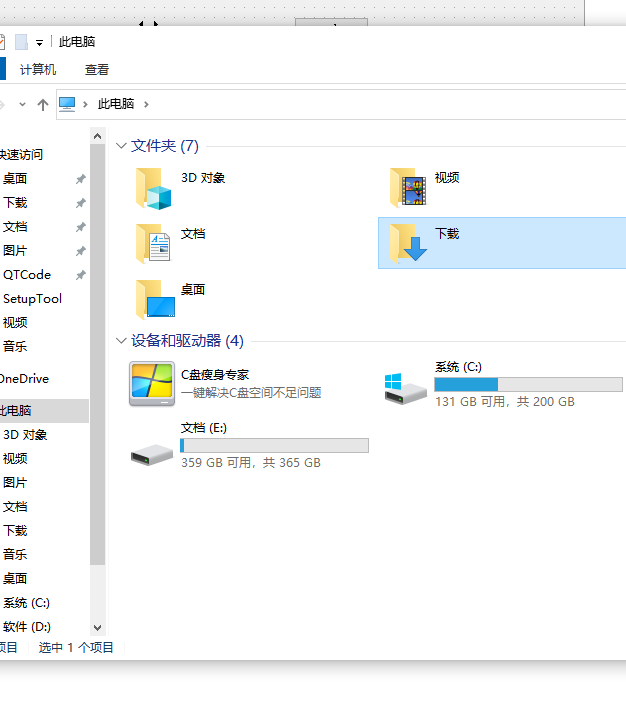 此电脑
计算机 查看
此电脑
快速访问
桌面
下载
文档
图片
QTCode
SetupTool
视频
音乐
OneDrive
此电脑
3D 对象
视频
图片
文档
下载
音乐
桌面
系统 (C:)
软件 (D:)
文件夹 (7)
3D 对象
视频
文档
下载
桌面
设备和驱动器 (4)
C盘瘦身专家
一键解决C盘空间不足问题
系统 (C:)
131 GB 可用，共 200 GB
文档 (E:)
359 GB 可用，共 365 GB
项目 选中 1 个项目